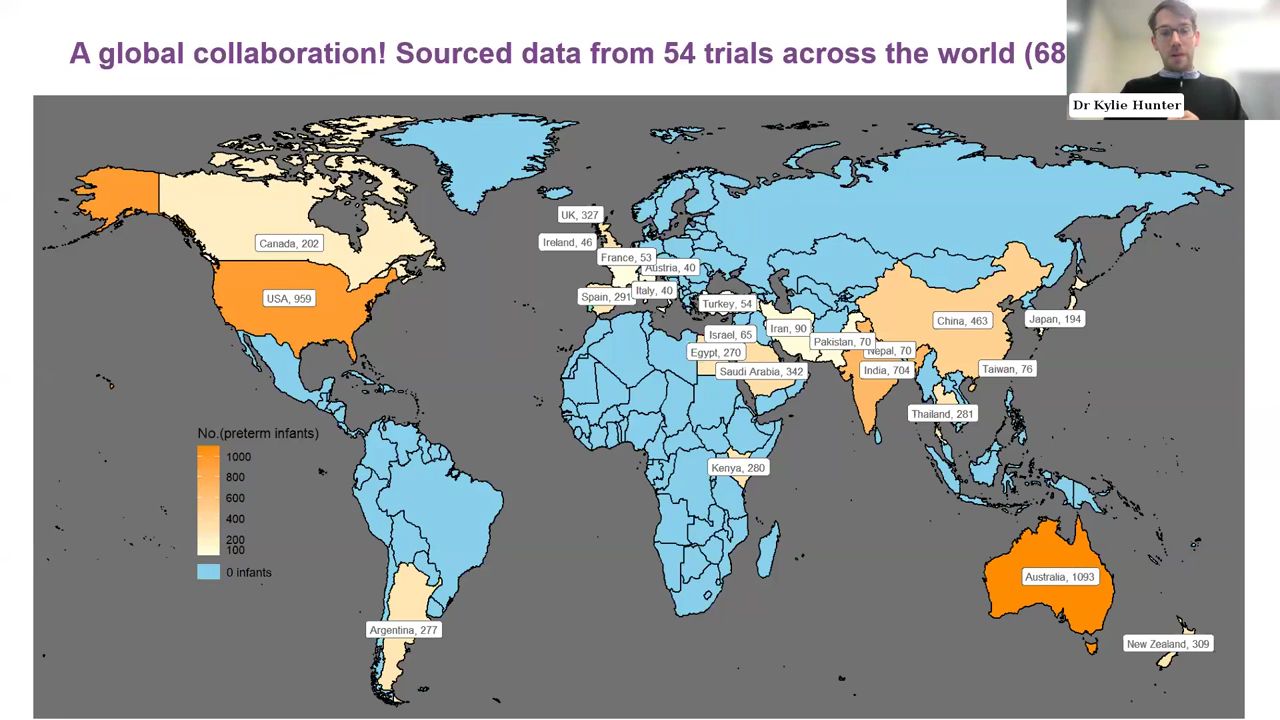 A global collaboration! Sourced data from 54 trials across the world (68
Dr Kylie Hunter
UK, 327
Ireland, 46
Canada, 202
France, 53
Austria, 40
Italy, 40
Spain, 291
USA, 959
Turkey, 54
Israel, 65
Iran, 90
China, 463
Japan, 194
Pakistan, 70
Nepal, 70
Egypt, 270
Saudi Arabia, 342
India, 704
Taiwan, 76
Thailand, 281
Kenya, 280
No.(preterm infants)
1000
800
600
400
200
100
0 infants
Australia, 1093
Argentina, 277
New Zealand, 309